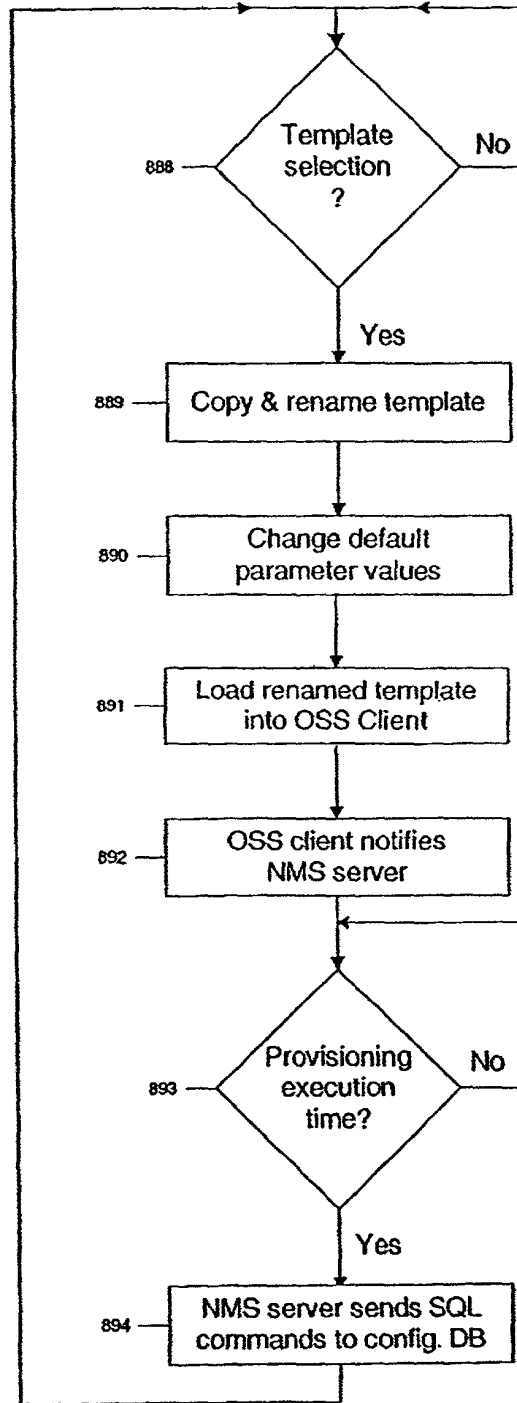 Template
selection
?
888
No
Yes
889
Copy & rename template
890
Change default
parameter values
891
Load renamed template
into OSS Client
892
OSS client notifies
NMS server
Provisioning
execution
time?
893
No
Yes
894
NMS server sends SQL
commands to config. DB